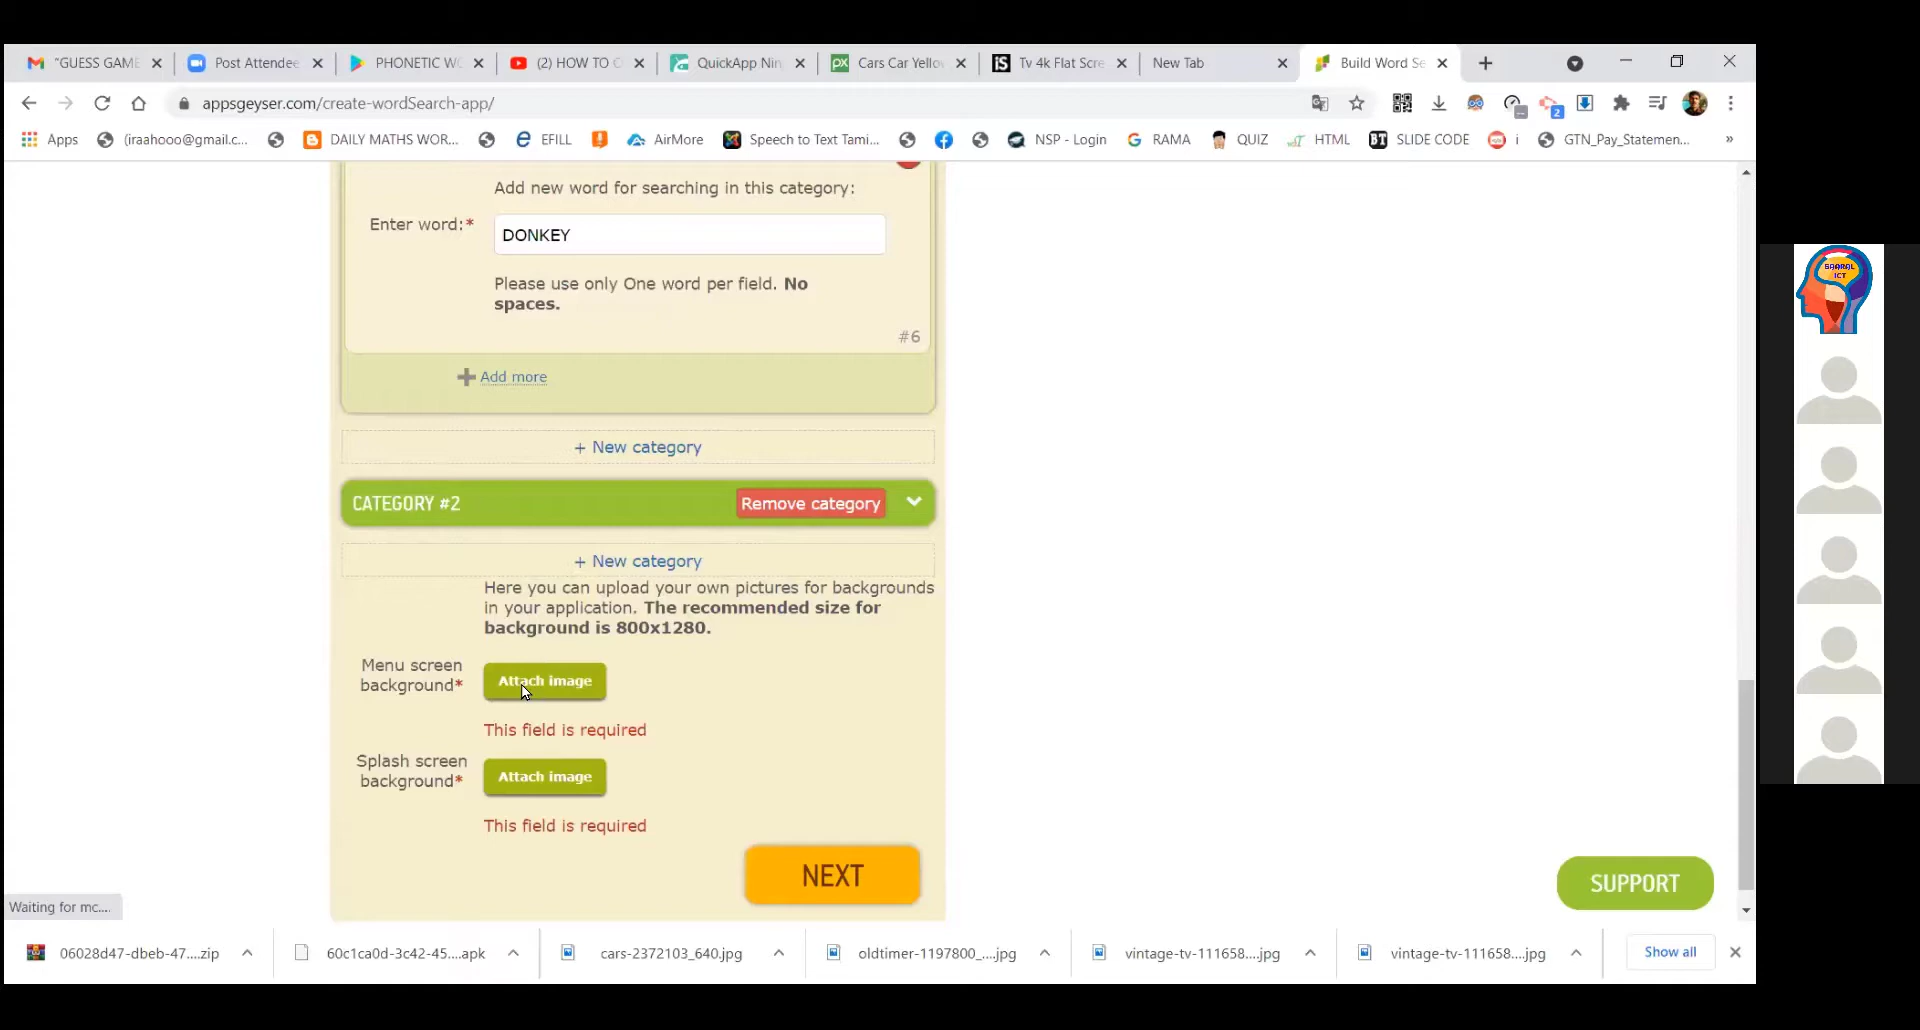 "GUESS GAME
Post Attendee
PHONETIC WO
(2) HOW TO C
QuickApp Nin
Cars Car Yellow
Tv 4k Flat Scre
New Tab
Build Word Se
appsgeyser.com/create-wordSearch-app/
Apps
(iraahooo@gmail.c...
DAILY MATHS WOR...
EFILL
AirMore
Speech to Text Tami...
NSP - Login
RAMA
QUIZ
HTML
SLIDE CODE
i
GTN_Pay_Statemen...
»
Add new word for searching in this category:
Enter word:*
DONKEY
Please use only One word per field. No
spaces.
#6
Add more
+ New category
CATEGORY #2
Remove category
+ New category
Here you can upload your own pictures for backgrounds
in your application. The recommended size for
background is 800x1280.
Menu screen
background*
Attach image
This field is required
Splash screen
background*
Attach image
This field is required
NEXT
SUPPORT
SAARAL
ICT
Waiting for mc....
06028d47-dbeb-47....zip
60c1ca0d-3c42-45....apk
cars-2372103_640.jpg
oldtimer-1197800_....jpg
vintage-tv-111658....jpg
vintage-tv-111658....jpg
Show all